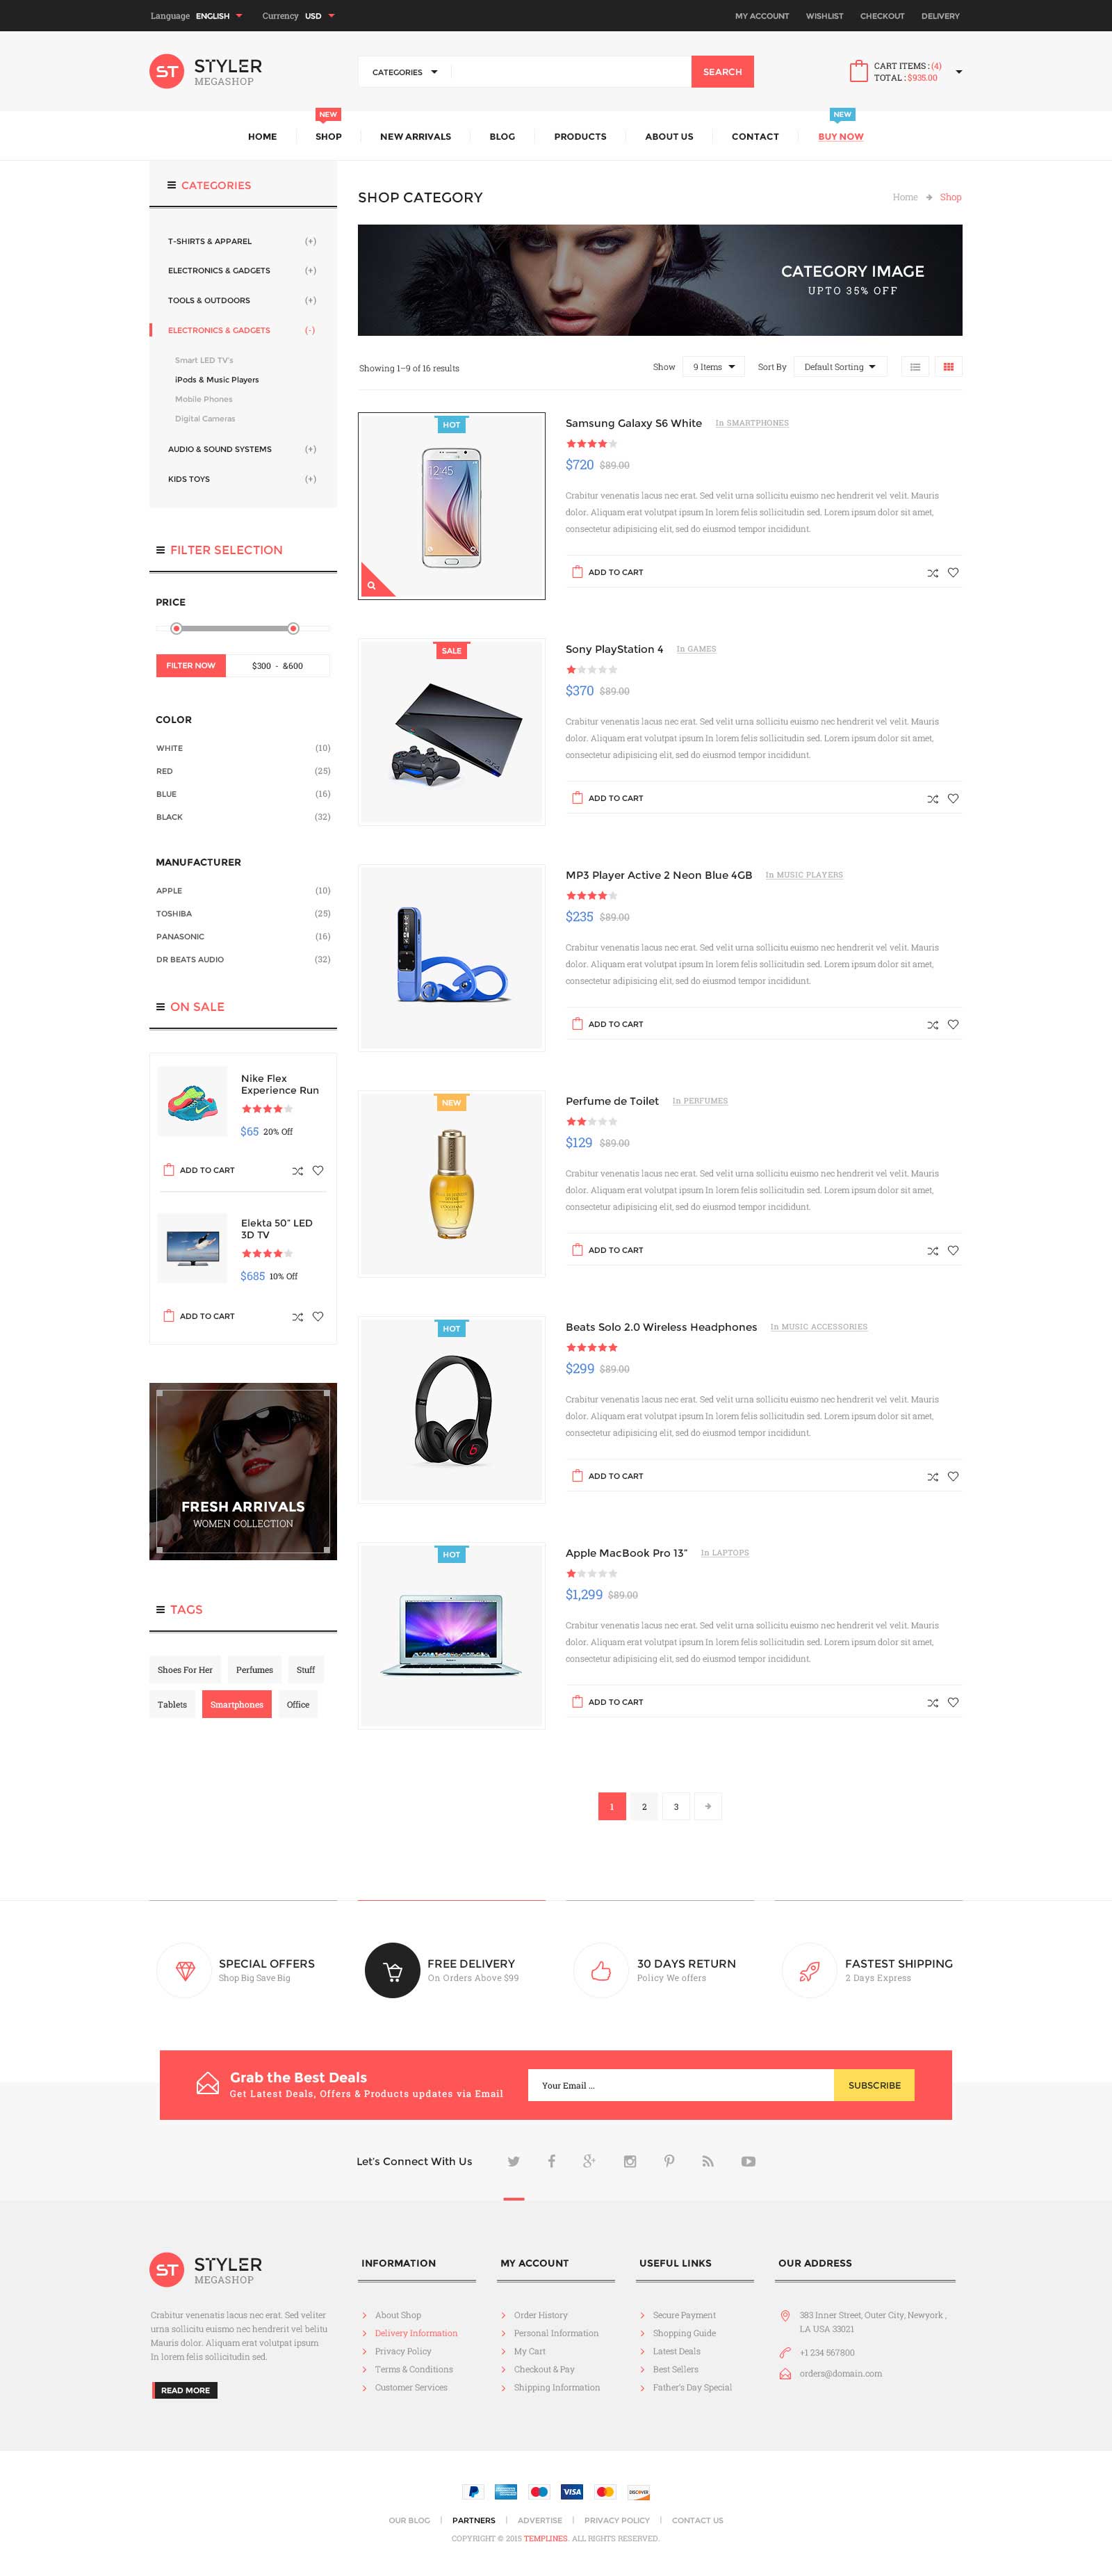 Language ENGLISH Currency USD
MY ACCOUNT WISHLIST CHECKOUT DELIVERY
ST STYLER
MEGASHOP
CATEGORIES
SEARCH
CART ITEMS : (4)
TOTAL : $935.00
NEW
NEW
HOME SHOP NEW ARRIVALS BLOG PRODUCTS ABOUT US CONTACT BUY NOW
CATEGORIES
T-SHIRTS & APPAREL (+)
ELECTRONICS & GADGETS (+)
TOOLS & OUTDOORS (+)
ELECTRONICS & GADGETS (-)
Smart LED TV's
iPods & Music Players
Mobile Phones
Digital Cameras
AUDIO & SOUND SYSTEMS (+)
KIDS TOYS (+)
FILTER SELECTION
PRICE
FILTER NOW $300 - &600
COLOR
WHITE (10)
RED (25)
BLUE (16)
BLACK (32)
MANUFACTURER
APPLE (10)
TOSHIBA (25)
PANASONIC (16)
DR BEATS AUDIO (32)
ON SALE
Nike Flex
Experience Run
$65 20% Off
ADD TO CART
Elekta 50" LED
3D TV
$685 10% Off
ADD TO CART
FRESH ARRIVALS
WOMEN COLLECTION
TAGS
Shoes For Her Perfumes Stuff
Tablets Smartphones Office
SHOP CATEGORY
Home Shop
CATEGORY IMAGE
UPTO 35% OFF
Showing 1–9 of 16 results
Show 9 Items Sort By Default Sorting
HOT
12:45
Samsung Galaxy S6 White In SMARTPHONES
$720 $89.00
Crabitur venenatis lacus nec erat. Sed velit urna sollicitu euismo nec hendrerit vel velit. Mauris
dolor. Aliquam erat volutpat ipsum In lorem felis sollicitudin sed. Lorem ipsum dolor sit amet,
consectetur adipisicing elit, sed do eiusmod tempor incididunt.
ADD TO CART
SALE
Sony PlayStation 4 In GAMES
$370 $89.00
Crabitur venenatis lacus nec erat. Sed velit urna sollicitu euismo nec hendrerit vel velit. Mauris
dolor. Aliquam erat volutpat ipsum In lorem felis sollicitudin sed. Lorem ipsum dolor sit amet,
consectetur adipisicing elit, sed do eiusmod tempor incididunt.
ADD TO CART
MP3 Player Active 2 Neon Blue 4GB In MUSIC PLAYERS
$235 $89.00
Crabitur venenatis lacus nec erat. Sed velit urna sollicitu euismo nec hendrerit vel velit. Mauris
dolor. Aliquam erat volutpat ipsum In lorem felis sollicitudin sed. Lorem ipsum dolor sit amet,
consectetur adipisicing elit, sed do eiusmod tempor incididunt.
ADD TO CART
NEW
Perfume de Toilet In PERFUMES
$129 $89.00
Crabitur venenatis lacus nec erat. Sed velit urna sollicitu euismo nec hendrerit vel velit. Mauris
dolor. Aliquam erat volutpat ipsum In lorem felis sollicitudin sed. Lorem ipsum dolor sit amet,
consectetur adipisicing elit, sed do eiusmod tempor incididunt.
ADD TO CART
HOT
Beats Solo 2.0 Wireless Headphones In MUSIC ACCESSORIES
$299 $89.00
Crabitur venenatis lacus nec erat. Sed velit urna sollicitu euismo nec hendrerit vel velit. Mauris
dolor. Aliquam erat volutpat ipsum In lorem felis sollicitudin sed. Lorem ipsum dolor sit amet,
consectetur adipisicing elit, sed do eiusmod tempor incididunt.
ADD TO CART
HOT
Apple MacBook Pro 13" In LAPTOPS
$1,299 $89.00
Crabitur venenatis lacus nec erat. Sed velit urna sollicitu euismo nec hendrerit vel velit. Mauris
dolor. Aliquam erat volutpat ipsum In lorem felis sollicitudin sed. Lorem ipsum dolor sit amet,
consectetur adipisicing elit, sed do eiusmod tempor incididunt.
ADD TO CART
1 2 3
SPECIAL OFFERS
Shop Big Save Big
FREE DELIVERY
On Orders Above $99
30 DAYS RETURN
Policy We offers
FASTEST SHIPPING
2 Days Express
Grab the Best Deals
Get Latest Deals, Offers & Products updates via Email
Your Email ...
SUBSCRIBE
Let's Connect With Us
ST STYLER
MEGASHOP
Crabitur venenatis lacus nec erat. Sed veliter
urna sollicitu euismo hendrerit vel belitu
Mauris dolor. Aliquam erat volutpat ipsum
In lorem felis sollicitudin sed.
READ MORE
INFORMATION
About Shop
Delivery Information
Privacy Policy
Terms & Conditions
Customer Services
MY ACCOUNT
Order History
Personal Information
My Cart
Checkout & Pay
Shipping Information
USEFUL LINKS
Secure Payment
Shopping Guide
Latest Deals
Best Sellers
Father's Day Special
OUR ADDRESS
383 Inner Street, Outer City, Newyork ,
LA USA 33021
+1 234 567800
orders@domain.com
VISA
DISCOVER
OUR BLOG | PARTNERS | ADVERTISE | PRIVACY POLICY | CONTACT US
COPYRIGHT © 2015 TEMPLINES. ALL RIGHTS RESERVED.